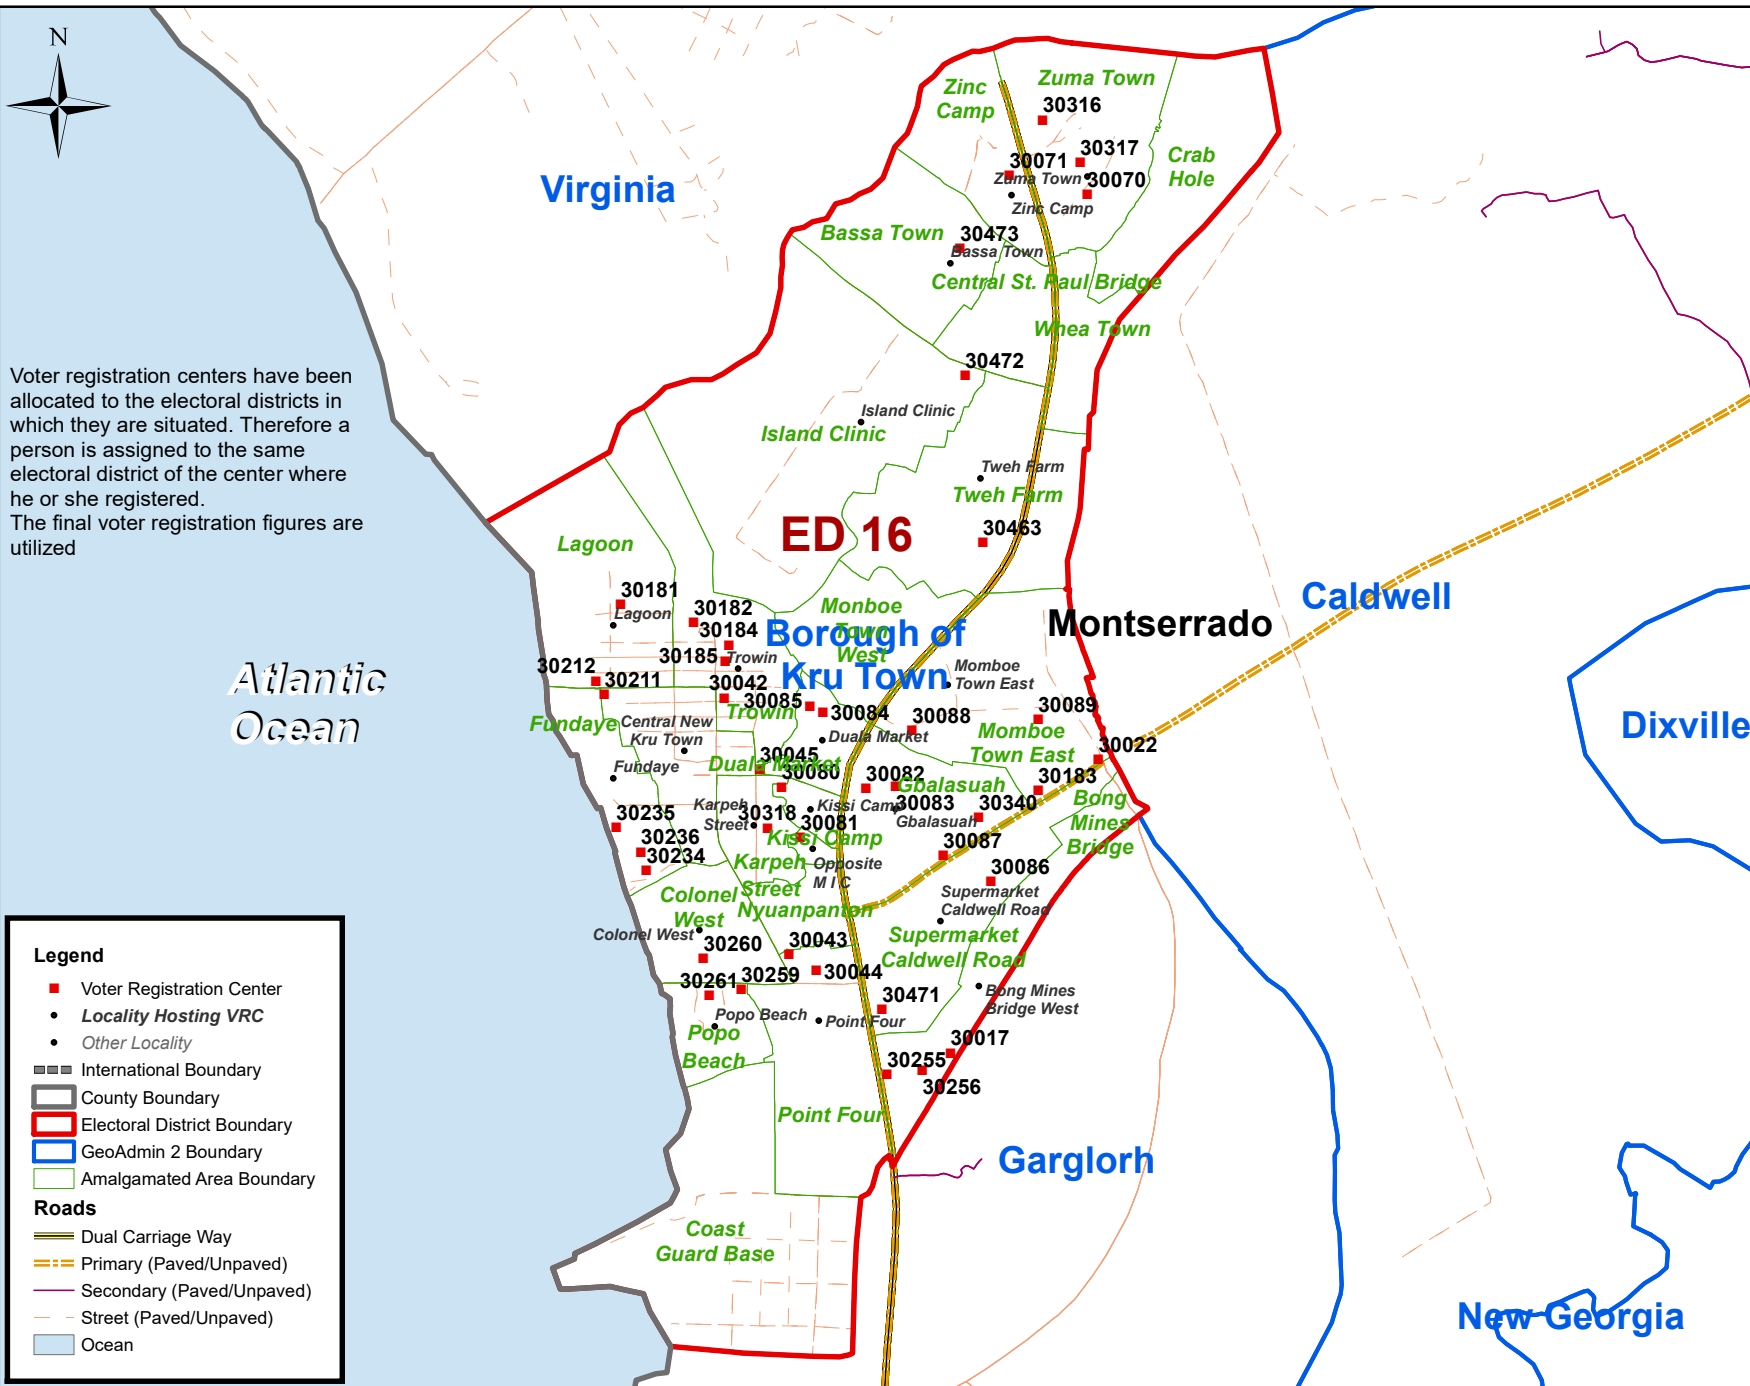 N
Zinc
Camp
Zuma Town
30316
30317
30071
Zuma Town
30070
Zinc Camp
Crab
Hole
Virginia
Bassa Town
30473
Bassa Town
Central St. Paul Bridge
Whea Town
Voter registration centers have been
allocated to the electoral districts in
which they are situated. Therefore a
person is assigned to the same
electoral district of the center where
he or she registered.
The final voter registration figures are
utilized
30472
Island Clinic
Island Clinic
Tweh Farm
Tweh Farm
ED 16
30463
Lagoon
30181
Lagoon
30182
30184
30185
Trowin
Monboe
Town
West
Borough of
Kru Town
Montserrado
Caldwell
Dixville
Atlantic
Ocean
30212
30211
30042
30085
Trowin
30084
Momboe
Town East
30088
30089
Fundaye
Central New
Kru Town
Duala Market
Momboe
Town East
30022
Fundaye
30045
Duala Market
30080
30082
Gbalasuah
30183
Bong
Mines
Bridge
Karpeh
Street
30318
Kissi Camp
30083
Gbalasuah
30340
30081
Kissi Camp
30235
30236
30234
30087
Karpeh
Street
Opposite
M I C
30086
Colonel
West
Nyuanpanton
Supermarket
Caldwell Road
Colonel West
30260
30043
Supermarket
Caldwell Road
30261
30259
30044
30471
Bong Mines
Bridge West
Popo Beach
Point Four
Popo
Beach
30017
30255
30256
Point Four
Garglorh
Coast
Guard Base
New Georgia
Legend
Voter Registration Center
Locality Hosting VRC
Other Locality
International Boundary
County Boundary
Electoral District Boundary
GeoAdmin 2 Boundary
Amalgamated Area Boundary
Roads
Dual Carriage Way
Primary (Paved/Unpaved)
Secondary (Paved/Unpaved)
Street (Paved/Unpaved)
Ocean